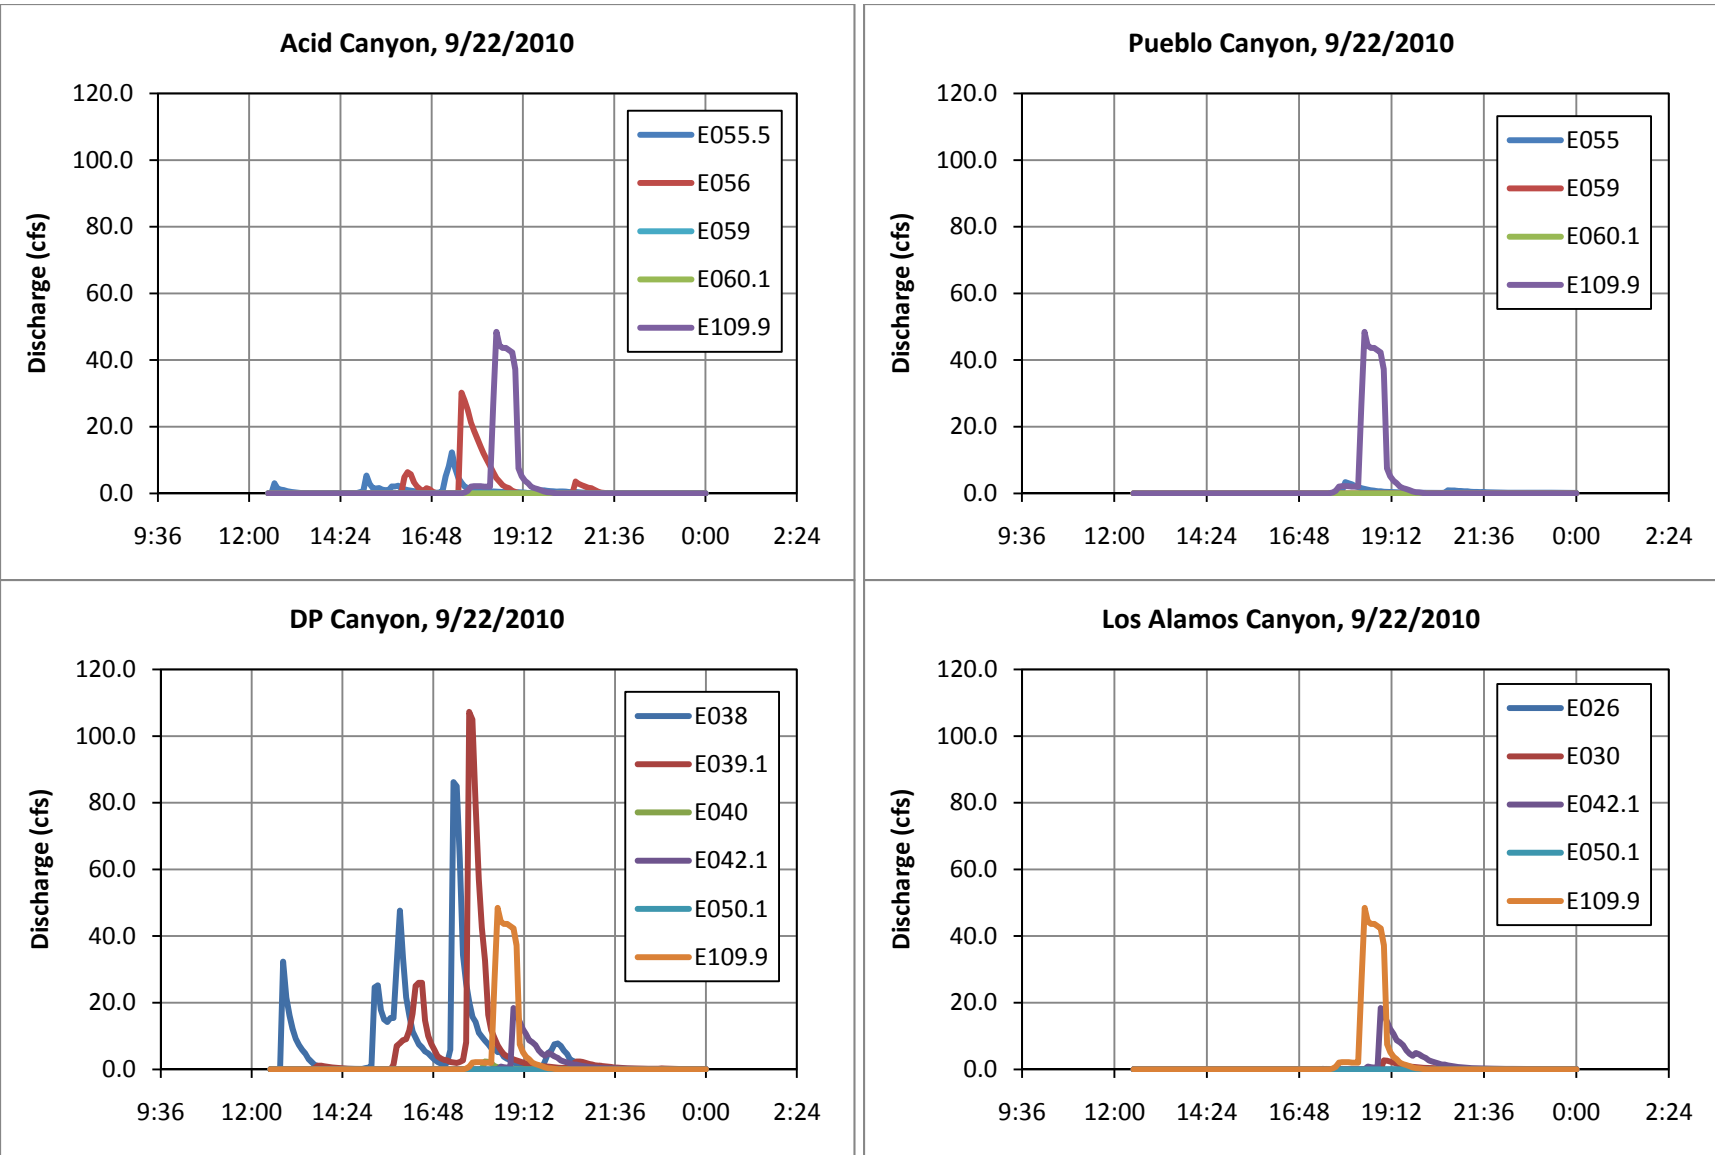 Acid Canyon, 9/22/2010
Discharge (cfs)
120.0
100.0
80.0
60.0
40.0
20.0
0.0
9:36 12:00 14:24 16:48 19:12 21:36 0:00 2:24
E055.5
E056
E059
E060.1
E109.9
Pueblo Canyon, 9/22/2010
Discharge (cfs)
120.0
100.0
80.0
60.0
40.0
20.0
0.0
9:36 12:00 14:24 16:48 19:12 21:36 0:00 2:24
E055
E059
E060.1
E109.9
DP Canyon, 9/22/2010
Discharge (cfs)
120.0
100.0
80.0
60.0
40.0
20.0
0.0
9:36 12:00 14:24 16:48 19:12 21:36 0:00 2:24
E038
E039.1
E040
E042.1
E050.1
E109.9
Los Alamos Canyon, 9/22/2010
Discharge (cfs)
120.0
100.0
80.0
60.0
40.0
20.0
0.0
9:36 12:00 14:24 16:48 19:12 21:36 0:00 2:24
E026
E030
E042.1
E050.1
E109.9